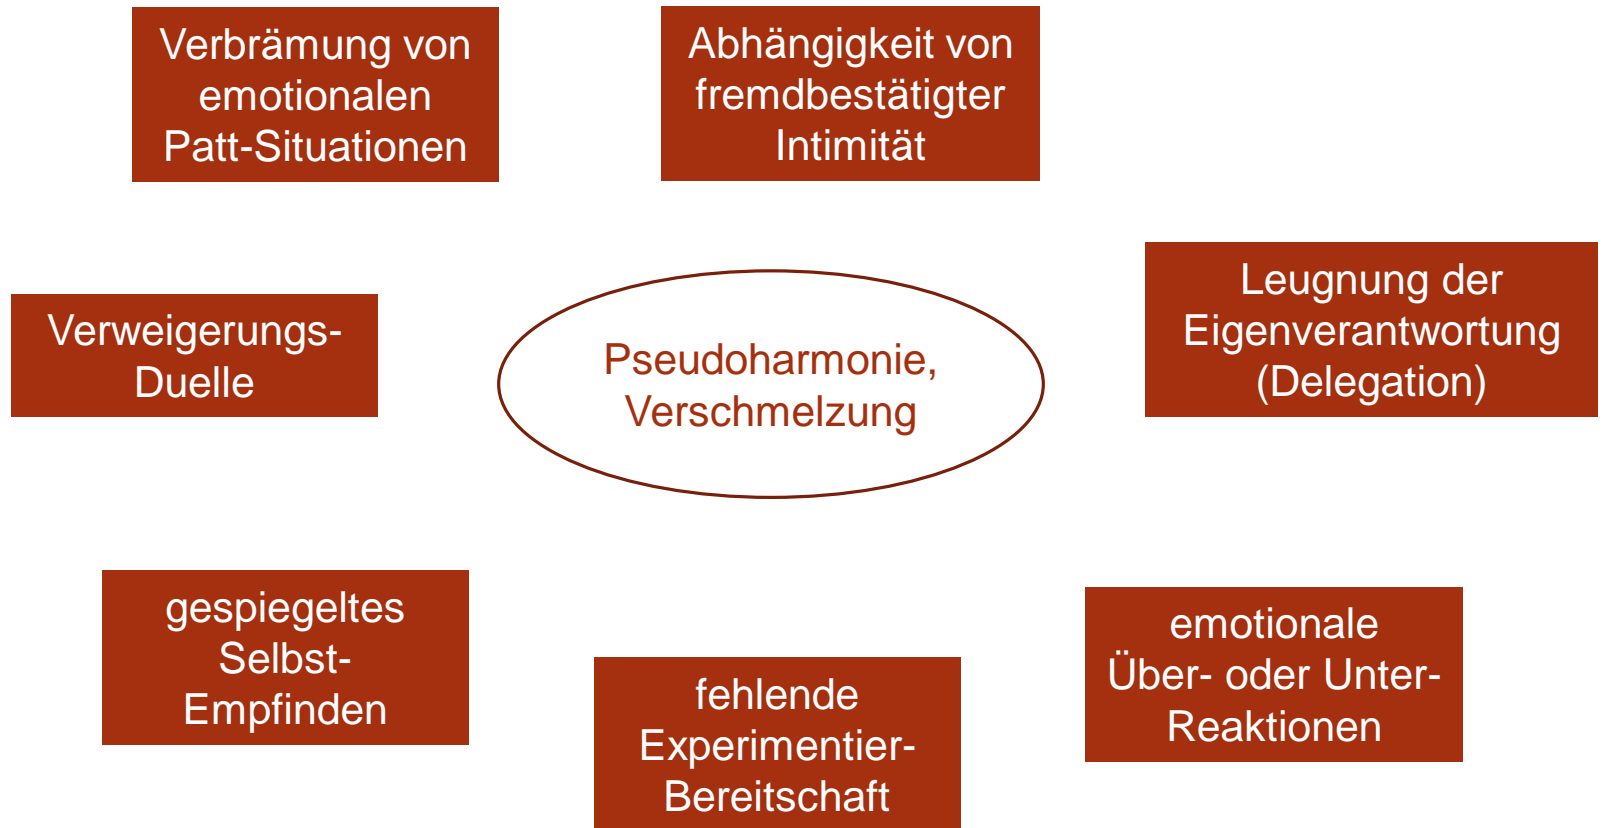 Verbrämung von
emotionalen
Patt-Situationen
Abhängigkeit von
fremdbestätigter
Intimität
Leugnung der
Eigenverantwortung
(Delegation)
Verweigerungs-
Duelle
Pseudoharmonie,
Verschmelzung
gespiegeltes
Selbst-
Empfinden
fehlende
Experimentier-
Bereitschaft
emotionale
Über- oder Unter-
Reaktionen